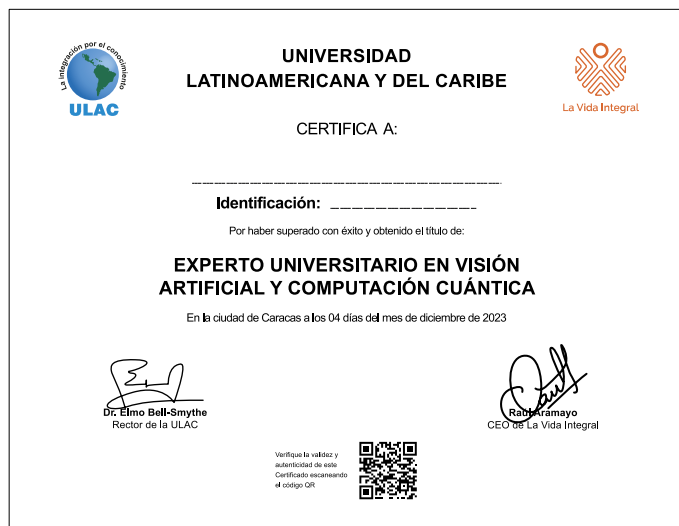 La integración por el conocimiento
ULAC
UNIVERSIDAD
LATINOAMERICANA Y DEL CARIBE
La Vida Integral
CERTIFICA A:
Identificación:
Por haber superado con éxito y obtenido el título de:
EXPERTO UNIVERSITARIO EN VISIÓN
ARTIFICIAL Y COMPUTACIÓN CUÁNTICA
En la ciudad de Caracas a los 04 días del mes de diciembre de 2023
Dr. Elmo Bell-Smythe
Rector de la ULAC
Raúl Aramayo
CEO de La Vida Integral
Verifique la validez y
autenticidad de este
Certificado escaneando
el código QR